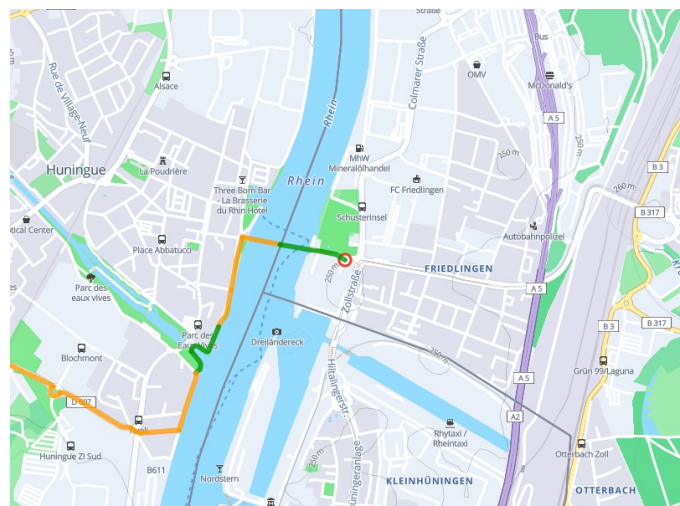 Straße
Bus
Rue de Village-Neuf
Alsace
Rhein
Colmarer Straße
OMV
McDonald's
A 5
MhW
Mineralölhandel
250 m
B 3
Huningue
La Poudrière
Three Born Bar
- La Brasserie
du Rhin Hôtel
Rhein
FC Friedlingen
Schusterinsel
260 m
B 317
ptical Center
Place Abbatucci
Autobahnpolizei
250 m
FRIEDLINGEN
Parc des
eaux vives
A 5
Zollstraße
Parc des
Eaux Vives
Dreiländereck
B 3
B 317
Blochmont
250 m
Grün 99/Laguna
Hiltalingerstr.
A 5
A2
D 007
Rhytaxi /
Rheintaxi
Huningue ZI Sud
B611
Nordstern
250 m
Otterbach Zoll
KLEINHÜNINGEN
OTTERBACH